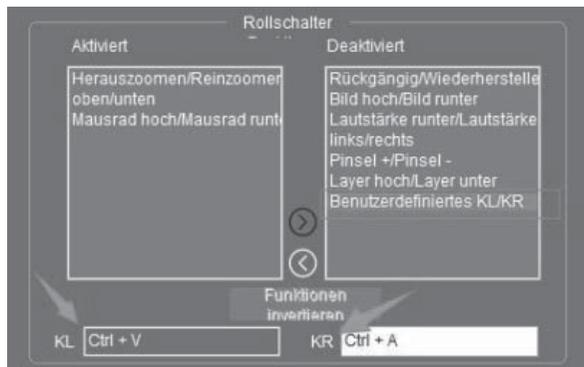 Rollschalter
Aktiviert
Deaktiviert
Herauszoomen/Reinzoomen
oben/unten
Mausrad hoch/Mausrad runt
Rückgängig/Wiederherstelle
Bild hoch/Bild runter
Lautstärke runter/Lautstärke
links/rechts
Pinsel +/Pinsel -
Layer hoch/Layer unter
Benutzerdefiniertes KL/KR
Funktionen
invertieren
KL Ctrl + V
KR Ctrl + A